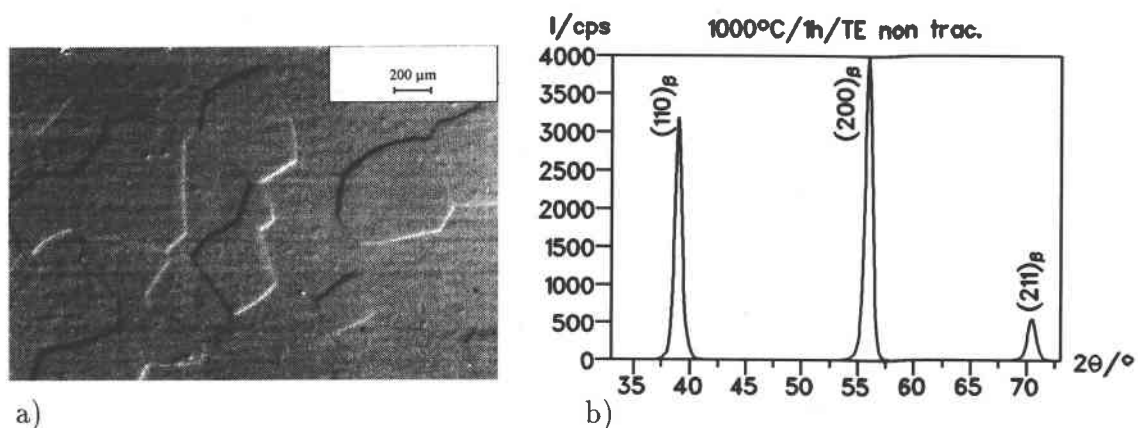 200 µm
a)
I/cps
1000°C/1h/TE non trac.
4000
3500
3000
2500
2000
1500
1000
500
0
(110)β
(200)β
(211)β
35 40 45 50 55 60 65 70 2θ/°
b)